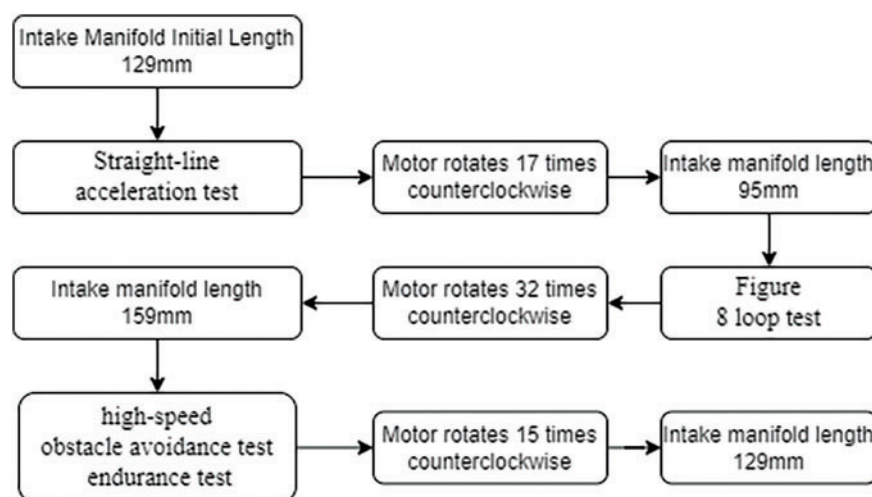 Intake Manifold Initial Length
129mm
Straight-line
acceleration test
Motor rotates 17 times
counterclockwise
Intake manifold length
95mm
Figure
8 loop test
Motor rotates 32 times
counterclockwise
Intake manifold length
159mm
high-speed
obstacle avoidance test
endurance test
Motor rotates 15 times
counterclockwise
Intake manifold length
129mm